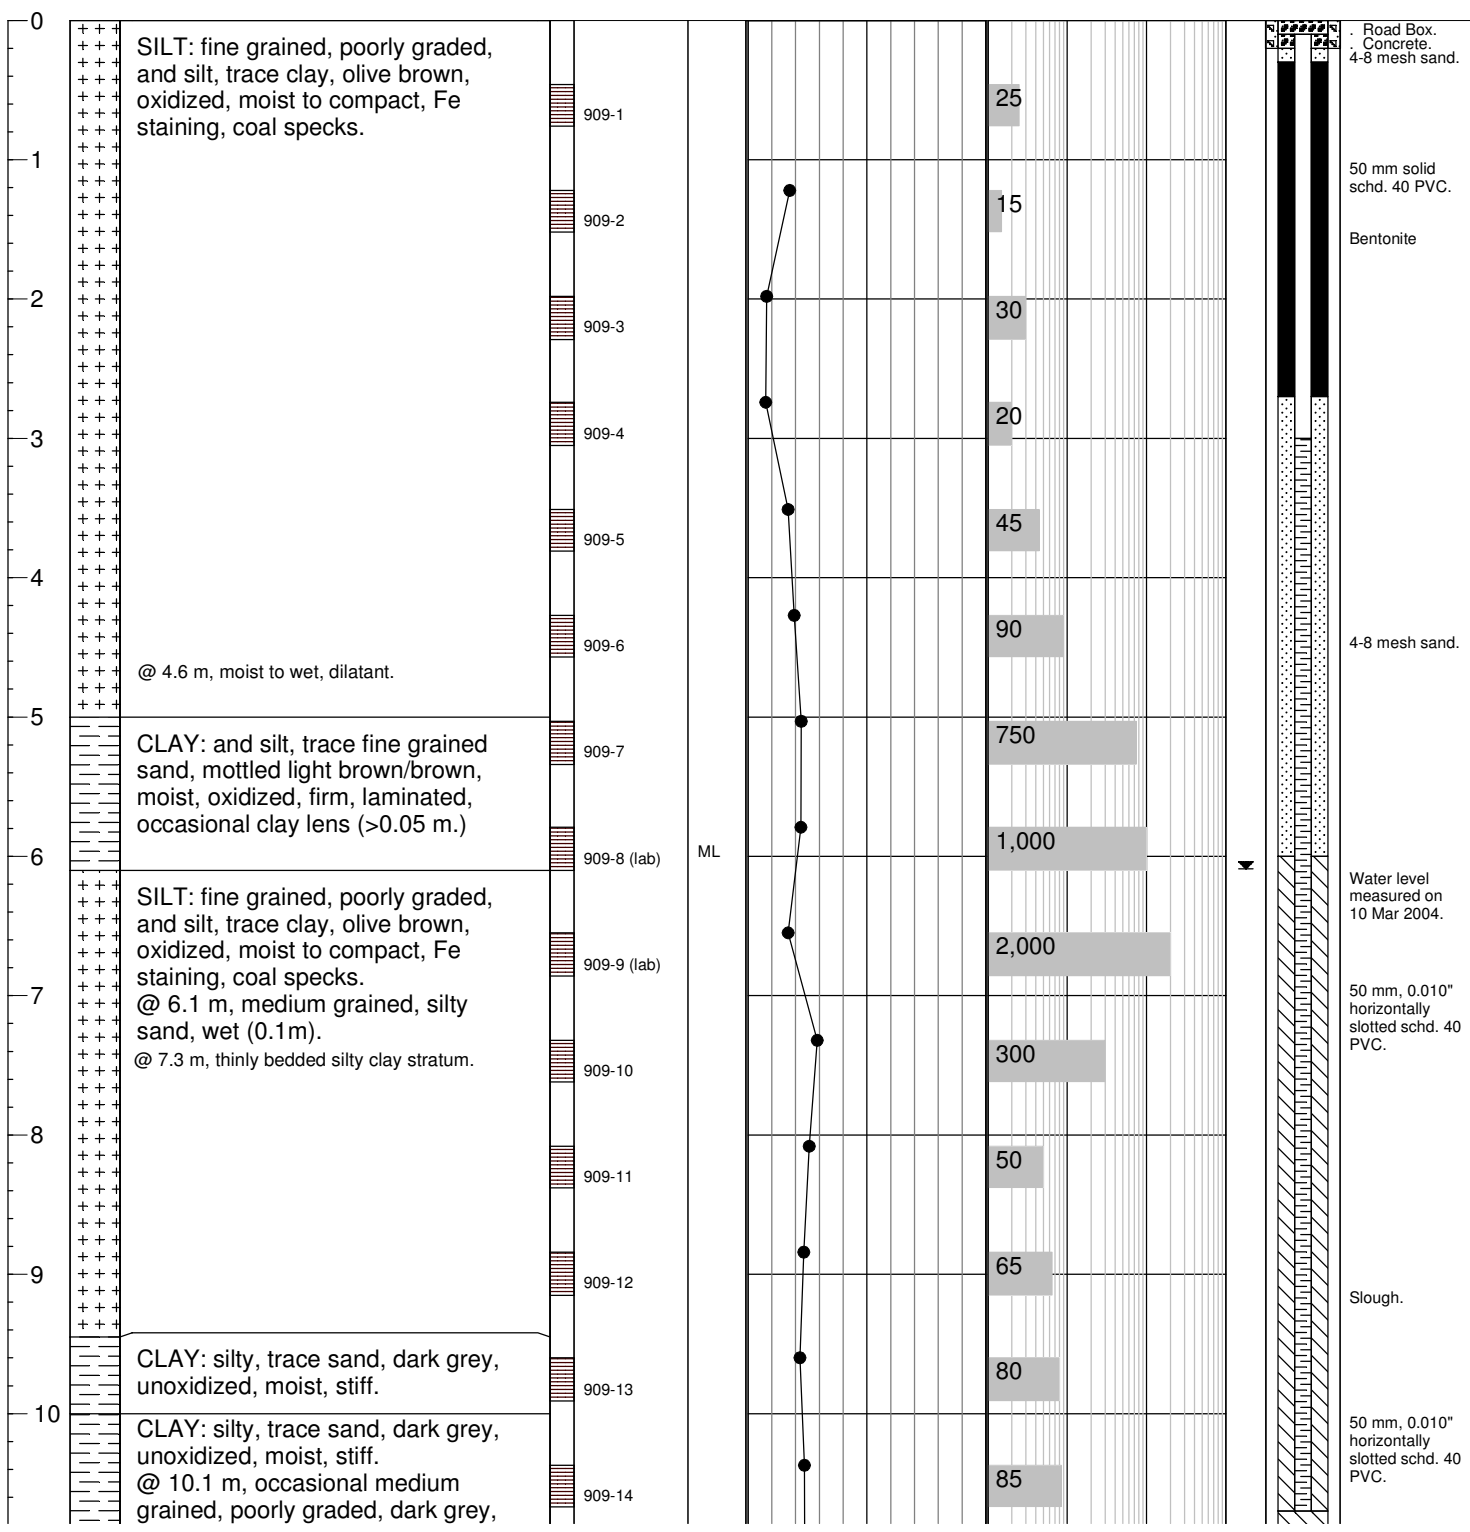 0
SILT: fine grained, poorly graded,
and silt, trace clay, olive brown,
oxidized, moist to compact, Fe
staining, coal specks.
. Road Box.
. Concrete.
4-8 mesh sand.
909-1
25
1
50 mm solid
schd. 40 PVC.
909-2
15
Bentonite
2
909-3
30
909-4
20
3
909-5
45
4
909-6
90
4-8 mesh sand.
@ 4.6 m, moist to wet, dilatant.
5
CLAY: and silt, trace fine grained
sand, mottled light brown/brown,
moist, oxidized, firm, laminated,
occasional clay lens (>0.05 m.)
909-7
750
6
909-8 (lab)
ML
1,000
SILT: fine grained, poorly graded,
and silt, trace clay, olive brown,
oxidized, moist to compact, Fe
staining, coal specks.
@ 6.1 m, medium grained, silty
sand, wet (0.1m).
@ 7.3 m, thinly bedded silty clay stratum.
Water level
measured on
10 Mar 2004.
909-9 (lab)
2,000
7
50 mm, 0.010"
horizontally
slotted schd. 40
PVC.
909-10
300
8
909-11
50
9
909-12
65
Slough.
CLAY: silty, trace sand, dark grey,
unoxidized, moist, stiff.
909-13
80
10
CLAY: silty, trace sand, dark grey,
unoxidized, moist, stiff.
@ 10.1 m, occasional medium
grained, poorly graded, dark grey,
909-14
85
50 mm, 0.010"
horizontally
slotted schd. 40
PVC.